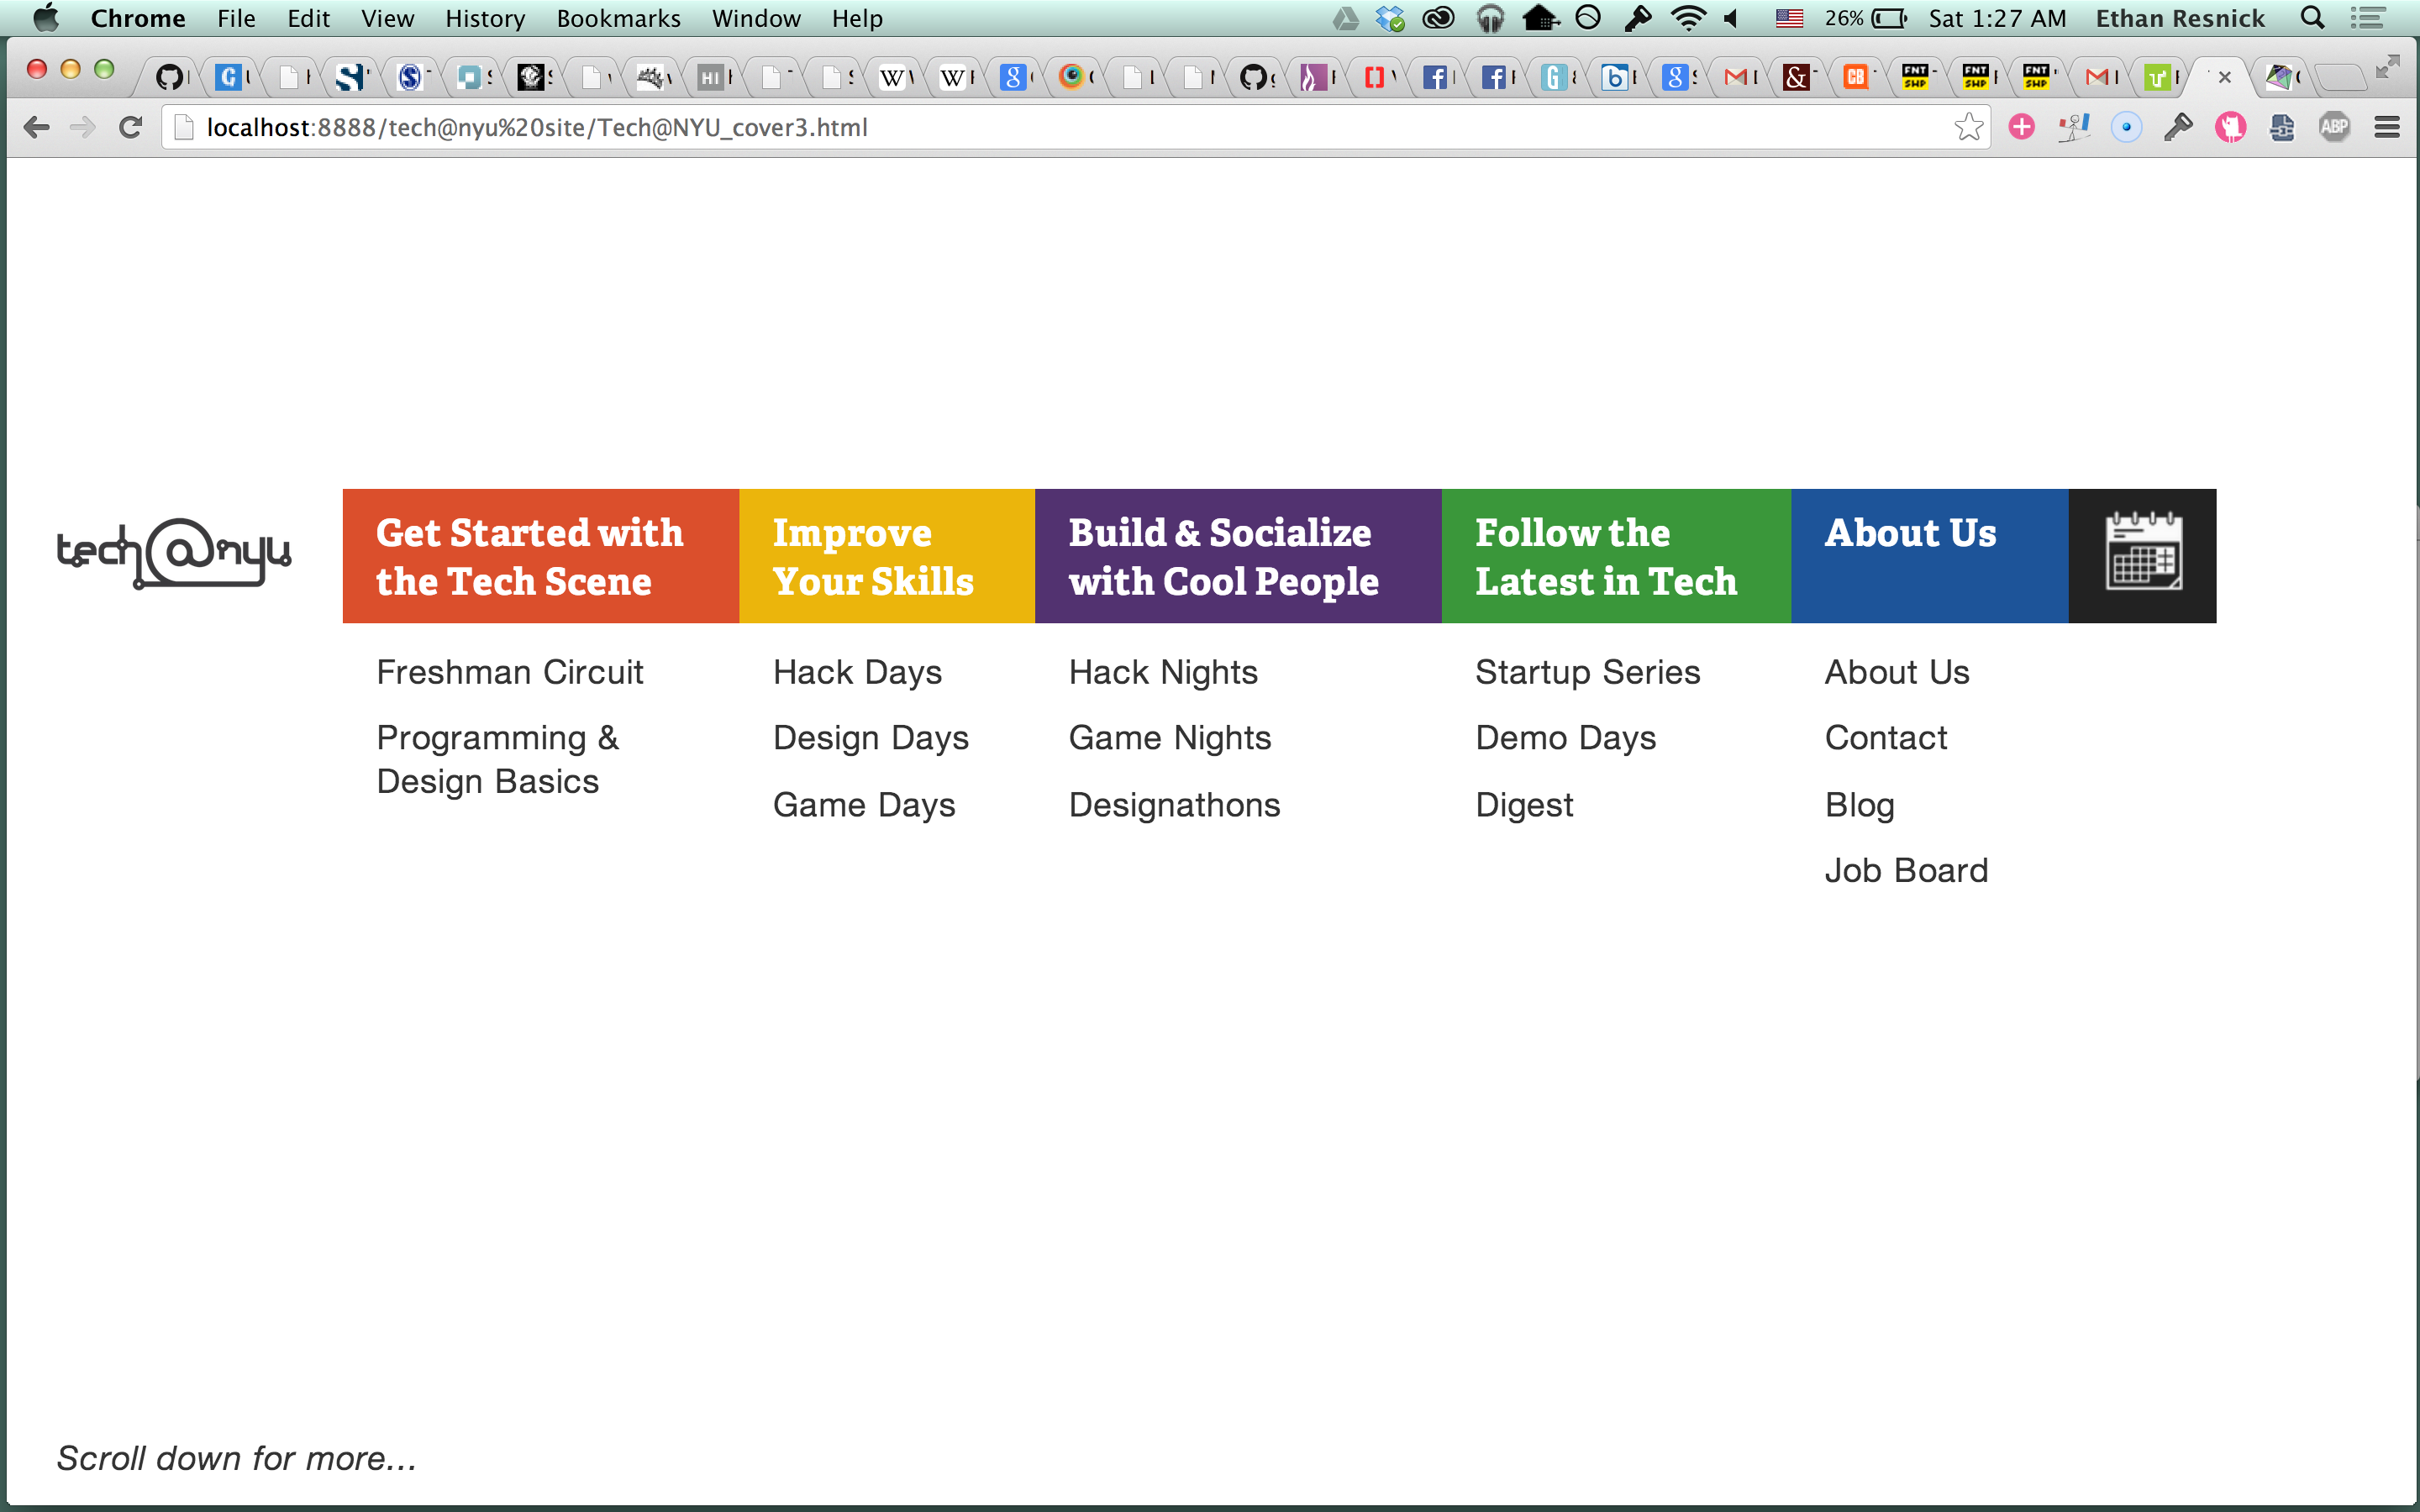 Chrome File Edit View History Bookmarks Window Help 26% Sat 1:27 AM Ethan Resnick
localhost:8888/tech@nyu%20site/Tech@NYU_cover3.html
ABP
tech@nyu
Get Started with
the Tech Scene
Improve
Your Skills
Build & Socialize
with Cool People
Follow the
Latest in Tech
About Us
Freshman Circuit
Programming &
Design Basics
Hack Days
Design Days
Game Days
Hack Nights
Game Nights
Designathons
Startup Series
Demo Days
Digest
About Us
Contact
Blog
Job Board
Scroll down for more...